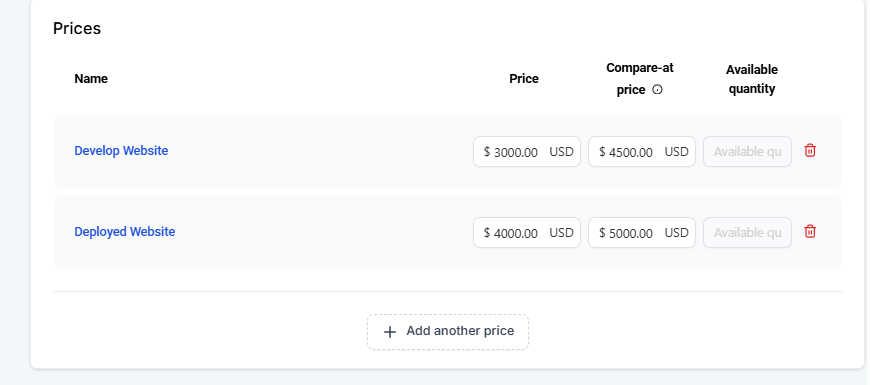 Prices
Name Price Compare-at price Available quantity
Develop Website $ 3000.00 USD $ 4500.00 USD Available qu
Deployed Website $ 4000.00 USD $ 5000.00 USD Available qu
+ Add another price